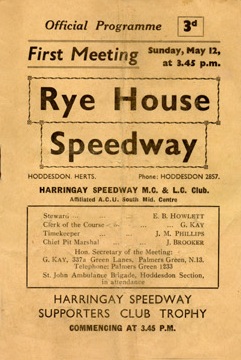 Official Programme 3d
First Meeting Sunday, May 12,
at 3.45 p.m.
Rye House
Speedway
HODDESDON, HERTS. Phone: HODDESDON 2857.
HARRINGAY SPEEDWAY M.C. & L.C. Club.
Affiliated A.C.U. South Mid. Centre
Steward ... ... ... E. B. HOWLETT
Clerk of the Course ... ... G. KAY
Timekeeper ... ... J. M. PHILLIPS
Chief Pit Marshal ... ... J. BROOKER
Hon. Secretary of the Meeting:
G. KAY, 337a Green Lanes, Palmers Green, N.13.
Telephone: Palmers Green 1233
St. John Ambulance Brigade, Hoddesdon Section,
in attendance
HARRINGAY SPEEDWAY
SUPPORTERS CLUB TROPHY
COMMENCING AT 3.45 P.M.